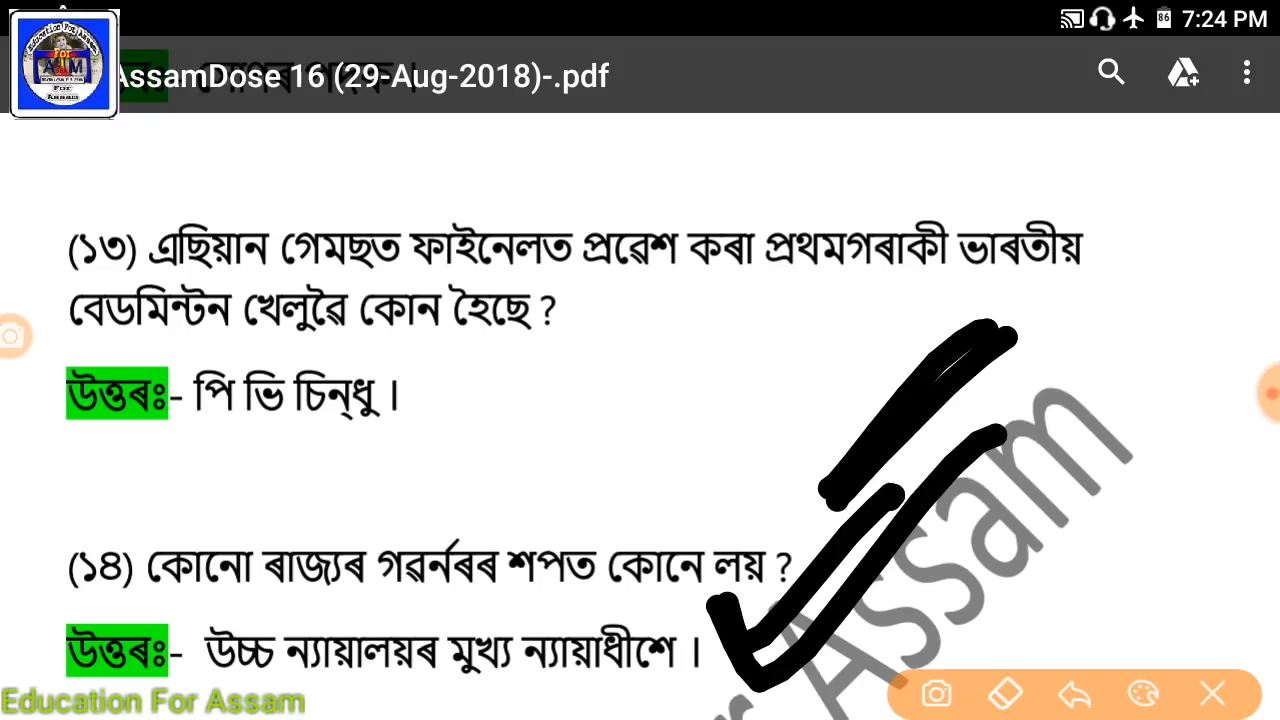 7:24 PM
86
AssamDose 16 (29-Aug-2018)-.pdf
(১৩) এছিয়ান গেমছত ফাইনেলত প্ৰৱেশ কৰা প্ৰথমগৰাকী ভাৰতীয়
বেডমিন্টন খেলুৱৈ কোন হৈছে ?
উত্তৰঃ- পি ভি চিন্ধু ।
(১৪) কোনো ৰাজ্যৰ গৱৰ্নৰৰ শপত কোনে লয় ?
উত্তৰঃ- উচ্চ ন্যায়ালয়ৰ মুখ্য ন্যায়াধীশে ।
Assam
Education For Assam